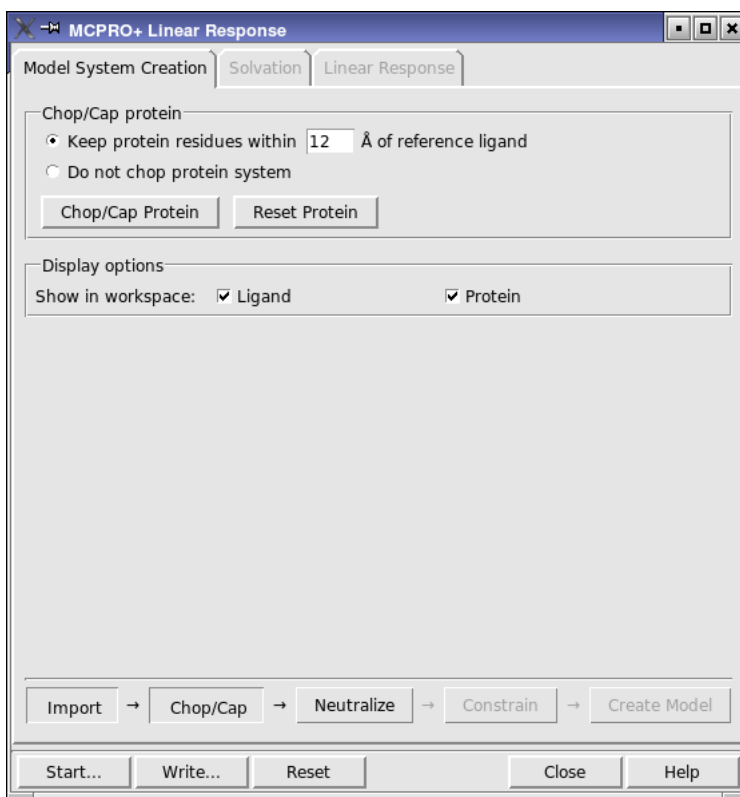 MCPRO+ Linear Response
Model System Creation Solvation Linear Response
Chop/Cap protein
Keep protein residues within 12 Å of reference ligand
Do not chop protein system
Chop/Cap Protein Reset Protein
Display options
Show in workspace: Ligand Protein
Import → Chop/Cap → Neutralize → Constrain → Create Model
Start... Write... Reset Close Help